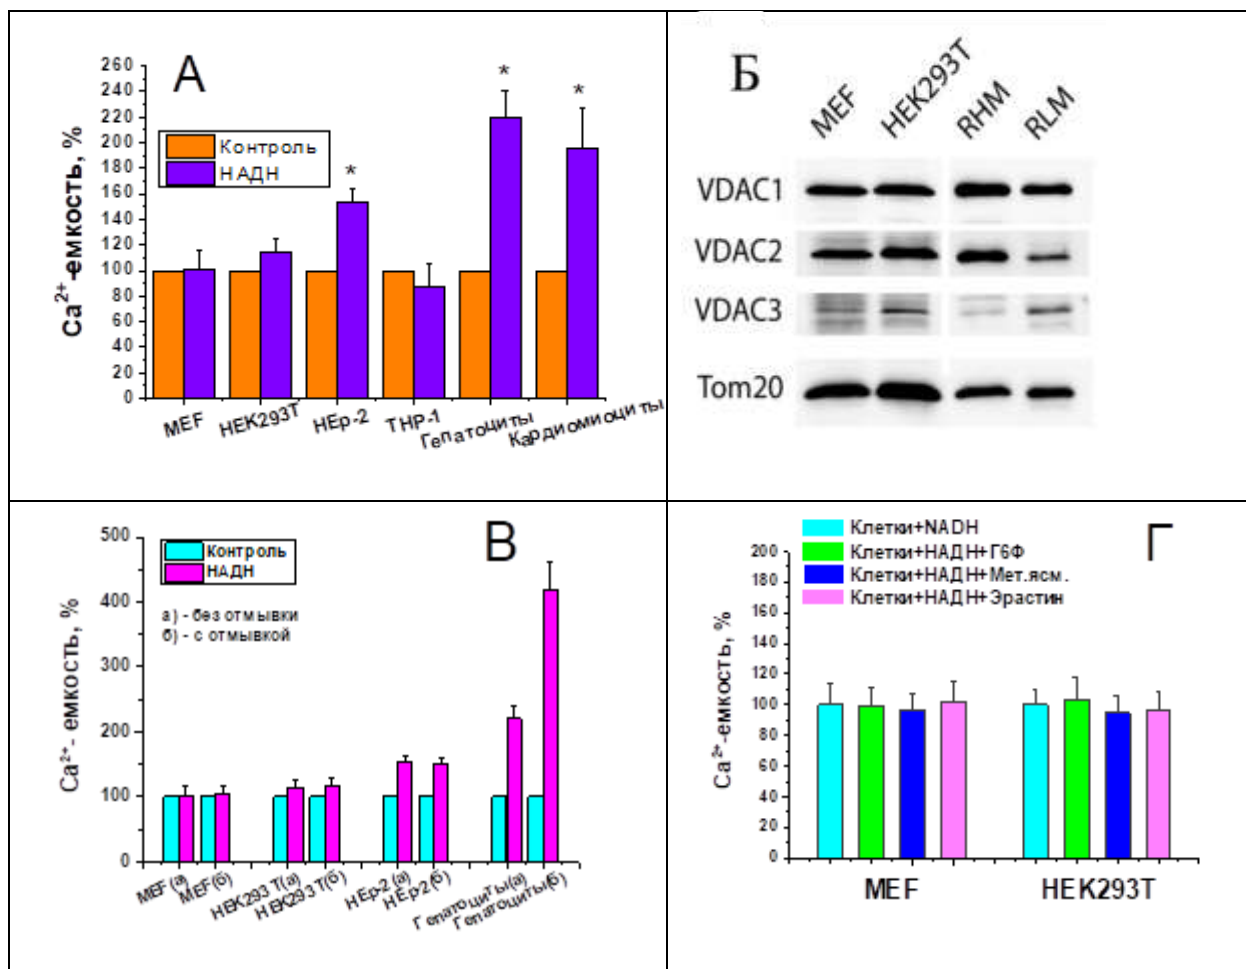 А
Ca²⁺-емкость, %
260
240
220
200
180
160
140
120
100
80
60
40
20
0
Контроль
НАДН
*
*
*
MEF
HEK293T
HEp-2
THP-1
Гепатоциты
Кардиомиоциты
Б
MEF
HEK293T
RHM
RLM
VDAC1
VDAC2
VDAC3
Tom20
В
Ca²⁺- емкость, %
500
400
300
200
100
0
Контроль
НАДН
а) - без отмывки
б) - с отмывкой
MEF(а)
MEF(б)
HEK293T(а)
HEK293T(б)
HEp-2(а)
HEp-2(б)
Гепатоциты(а)
Гепатоциты(б)
Г
Клетки+NADH
Клетки+НАДН+Г6Ф
Клетки+НАДН+Мет.ясм.
Клетки+НАДН+Эрастин
Ca²⁺-емкость, %
200
180
160
140
120
100
80
60
40
20
0
MEF
HEK293T